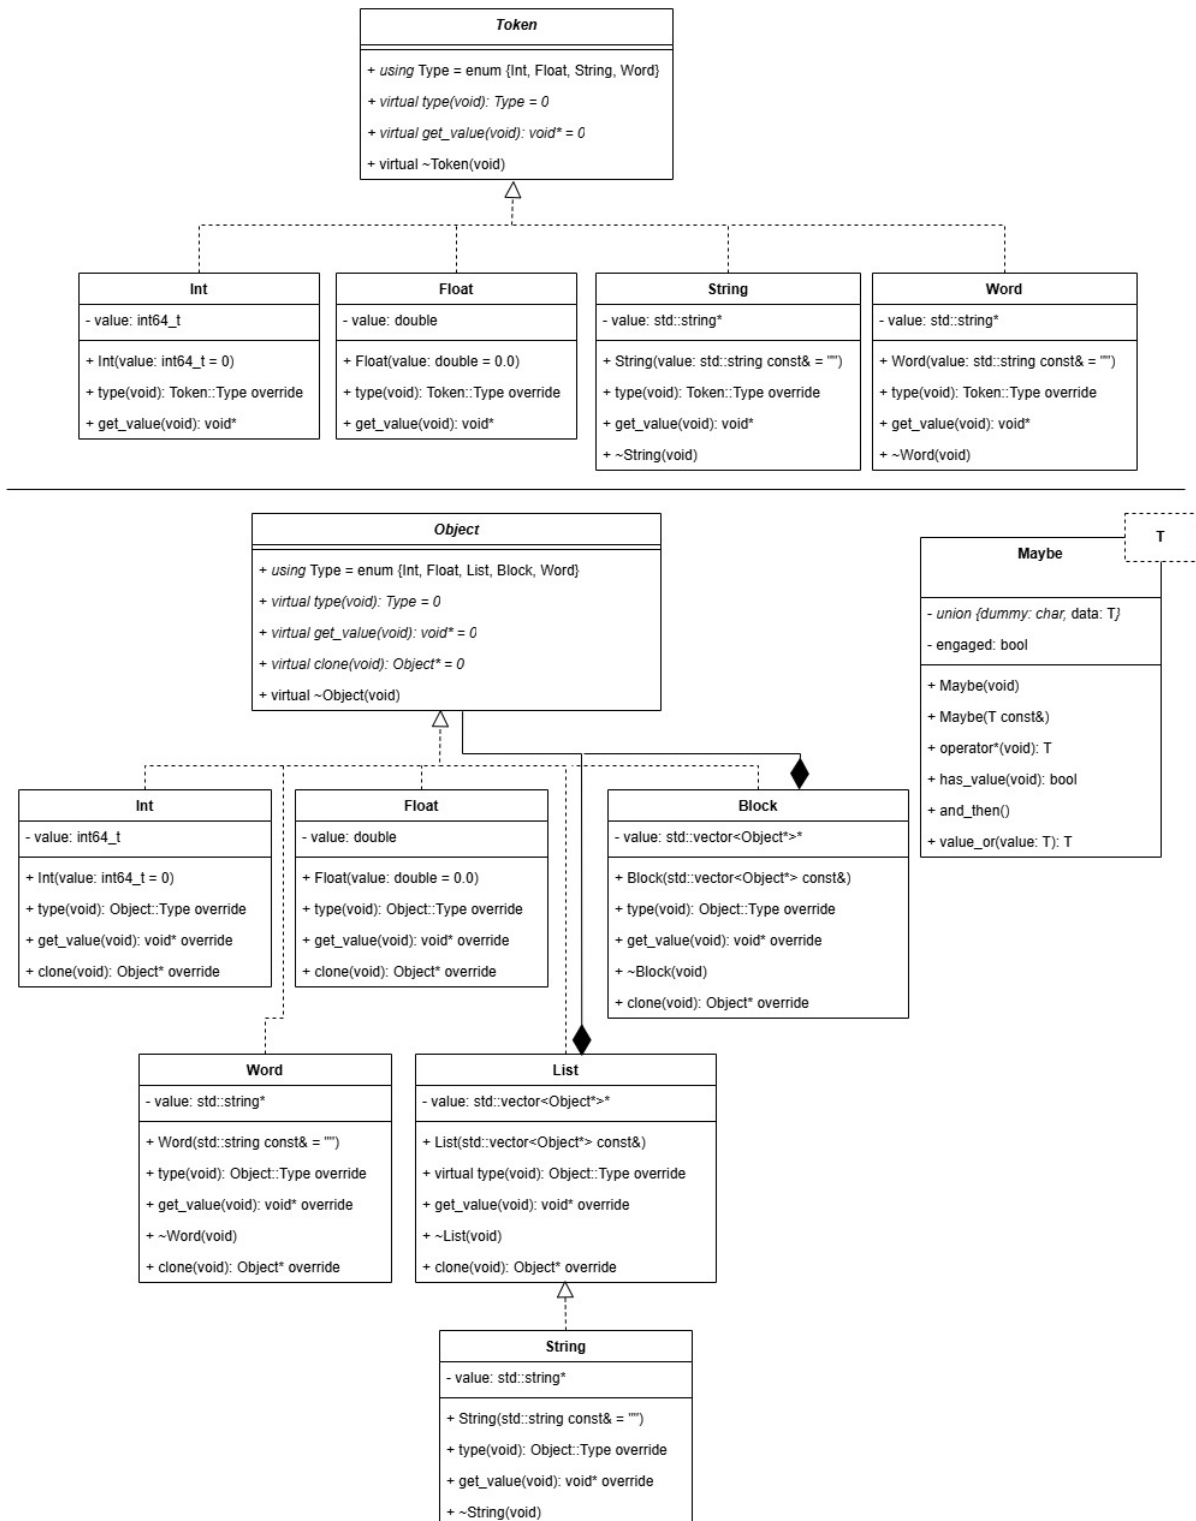 Token
+ using Type = enum {Int, Float, String, Word}
+ virtual type(void): Type = 0
+ virtual get_value(void): void* = 0
+ virtual ~Token(void)
Int
- value: int64_t
+ Int(value: int64_t = 0)
+ type(void): Token::Type override
+ get_value(void): void*
Float
- value: double
+ Float(value: double = 0.0)
+ type(void): Token::Type override
+ get_value(void): void*
String
- value: std::string*
+ String(value: std::string const& = "")
+ type(void): Token::Type override
+ get_value(void): void*
+ ~String(void)
Word
- value: std::string*
+ Word(value: std::string const& = "")
+ type(void): Token::Type override
+ get_value(void): void*
+ ~Word(void)
Object
+ using Type = enum {Int, Float, List, Block, Word}
+ virtual type(void): Type = 0
+ virtual get_value(void): void* = 0
+ virtual clone(void): Object* = 0
+ virtual ~Object(void)
T
Maybe
- union {dummy: char, data: T}
- engaged: bool
+ Maybe(void)
+ Maybe(T const&)
+ operator*(void): T
+ has_value(void): bool
+ and_then()
+ value_or(value: T): T
Int
- value: int64_t
+ Int(value: int64_t = 0)
+ type(void): Object::Type override
+ get_value(void): void* override
+ clone(void): Object* override
Float
- value: double
+ Float(value: double = 0.0)
+ type(void): Object::Type override
+ get_value(void): void* override
+ clone(void): Object* override
Block
- value: std::vector<Object*>*
+ Block(std::vector<Object*> const&)
+ type(void): Object::Type override
+ get_value(void): void* override
+ ~Block(void)
+ clone(void): Object* override
Word
- value: std::string*
+ Word(std::string const& = "")
+ type(void): Object::Type override
+ get_value(void): void* override
+ ~Word(void)
+ clone(void): Object* override
List
- value: std::vector<Object*>*
+ List(std::vector<Object*> const&)
+ virtual type(void): Object::Type override
+ get_value(void): void* override
+ ~List(void)
+ clone(void): Object* override
String
- value: std::string*
+ String(std::string const& = "")
+ type(void): Object::Type override
+ get_value(void): void* override
+ ~String(void)